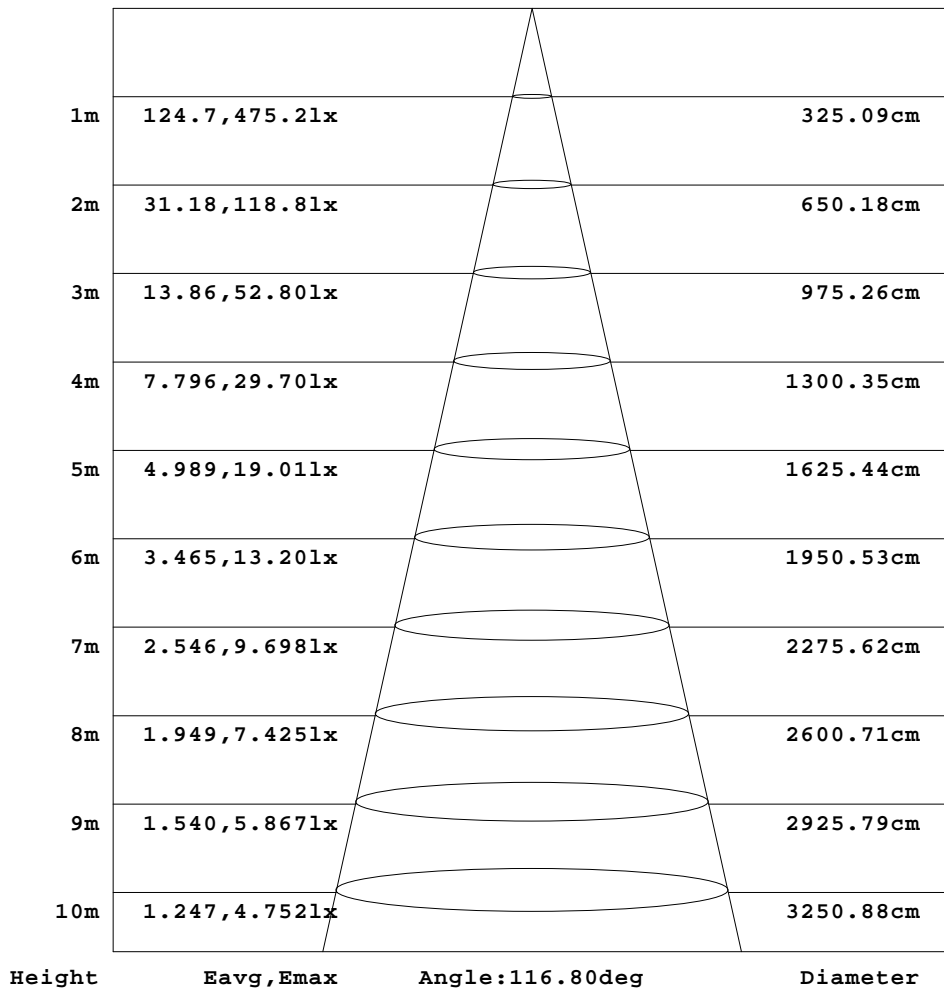 1m 124.7,475.2lx 325.09cm
2m 31.18,118.8lx 650.18cm
3m 13.86,52.80lx 975.26cm
4m 7.796,29.70lx 1300.35cm
5m 4.989,19.01lx 1625.44cm
6m 3.465,13.20lx 1950.53cm
7m 2.546,9.698lx 2275.62cm
8m 1.949,7.425lx 2600.71cm
9m 1.540,5.867lx 2925.79cm
10m 1.247,4.752lx 3250.88cm
Height Eavg,Emax Angle:116.80deg Diameter